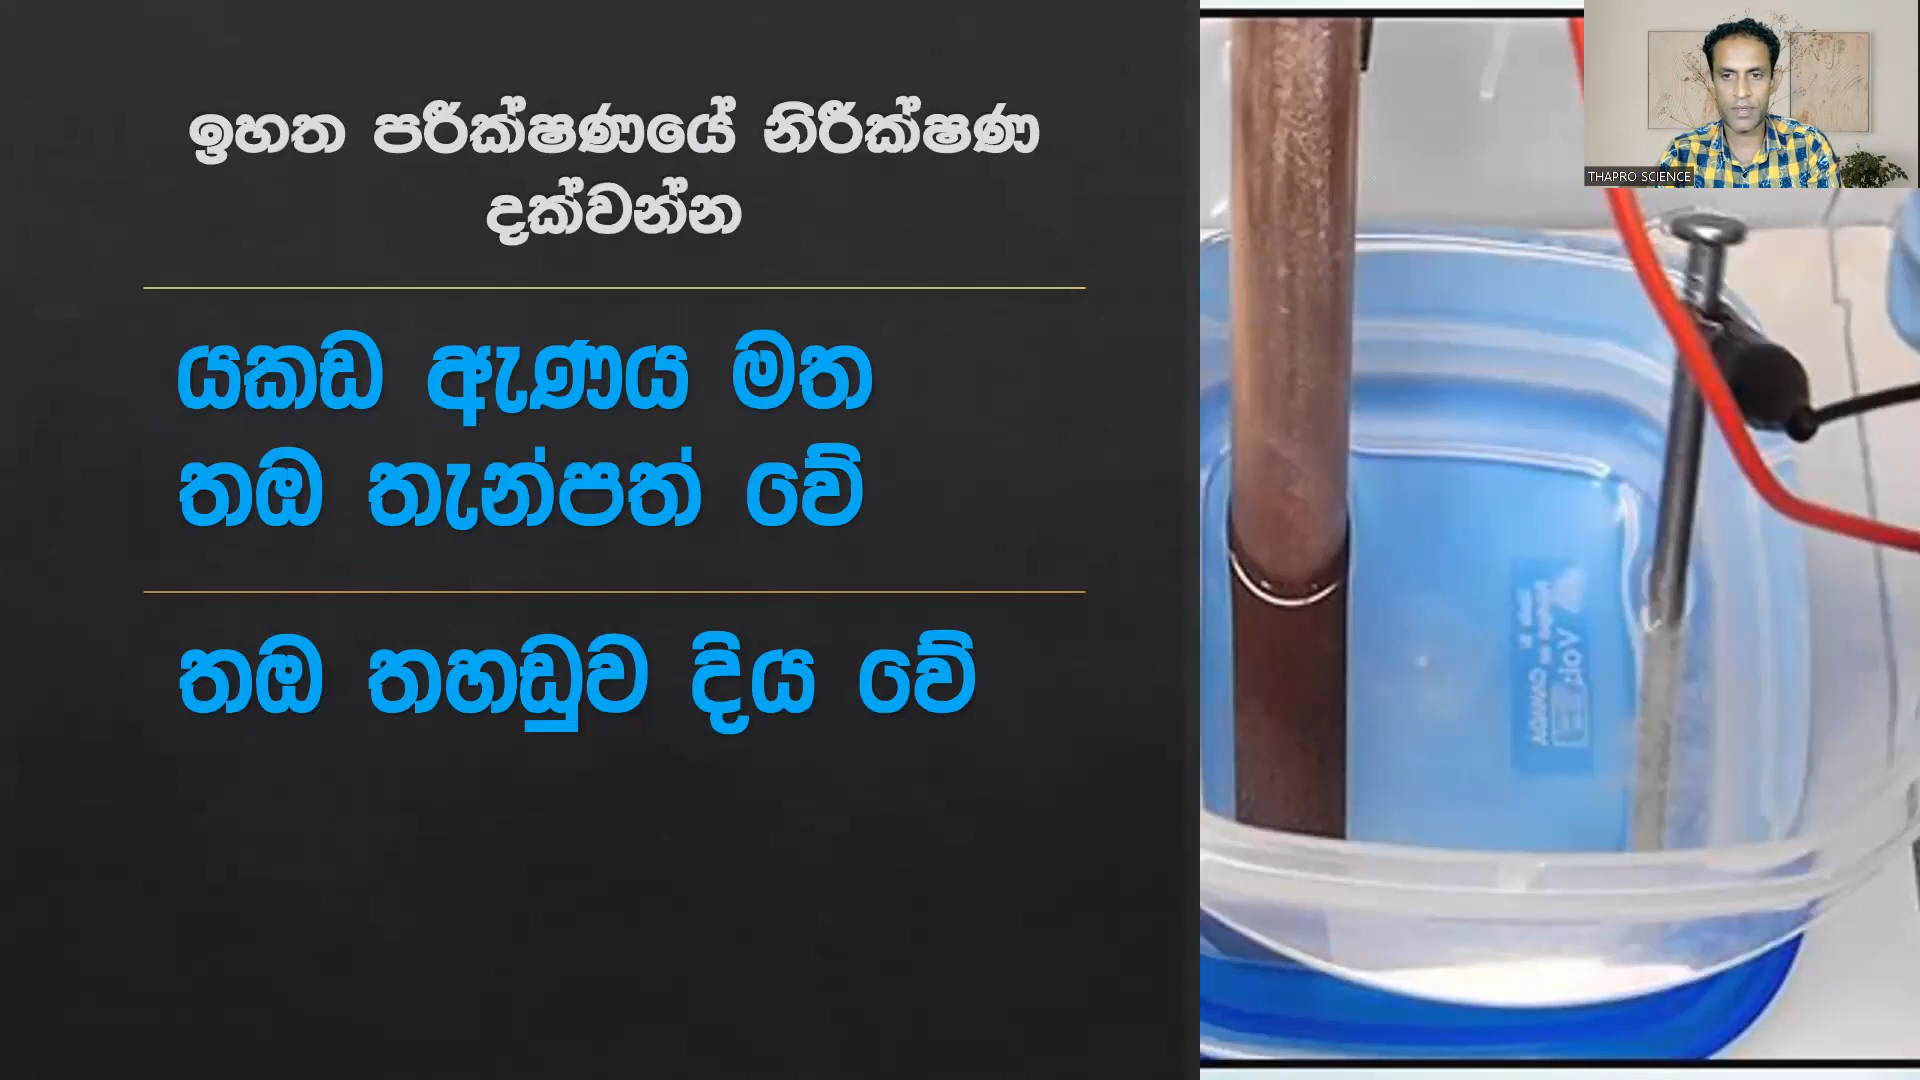 ඉහත පරීක්ෂණයේ නිරීක්ෂණ
දක්වන්න
යකඩ ඇණය මත
තඹ තැන්පත් වේ
තඹ තහඩුව දිය වේ
THAPRO SCIENCE